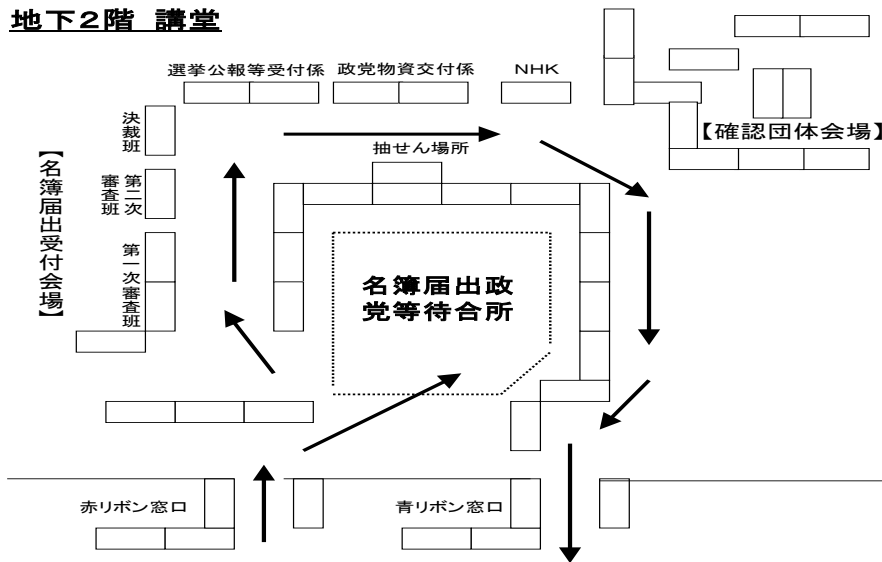 地下2階 講堂
選挙公報等受付係
政党物資交付係
NHK
決裁班
【確認団体会場】
抽せん場所
【名簿届出受付会場】
第二次
審査班
第一次審査班
名簿届出政
党等待合所
赤リボン窓口
青リボン窓口